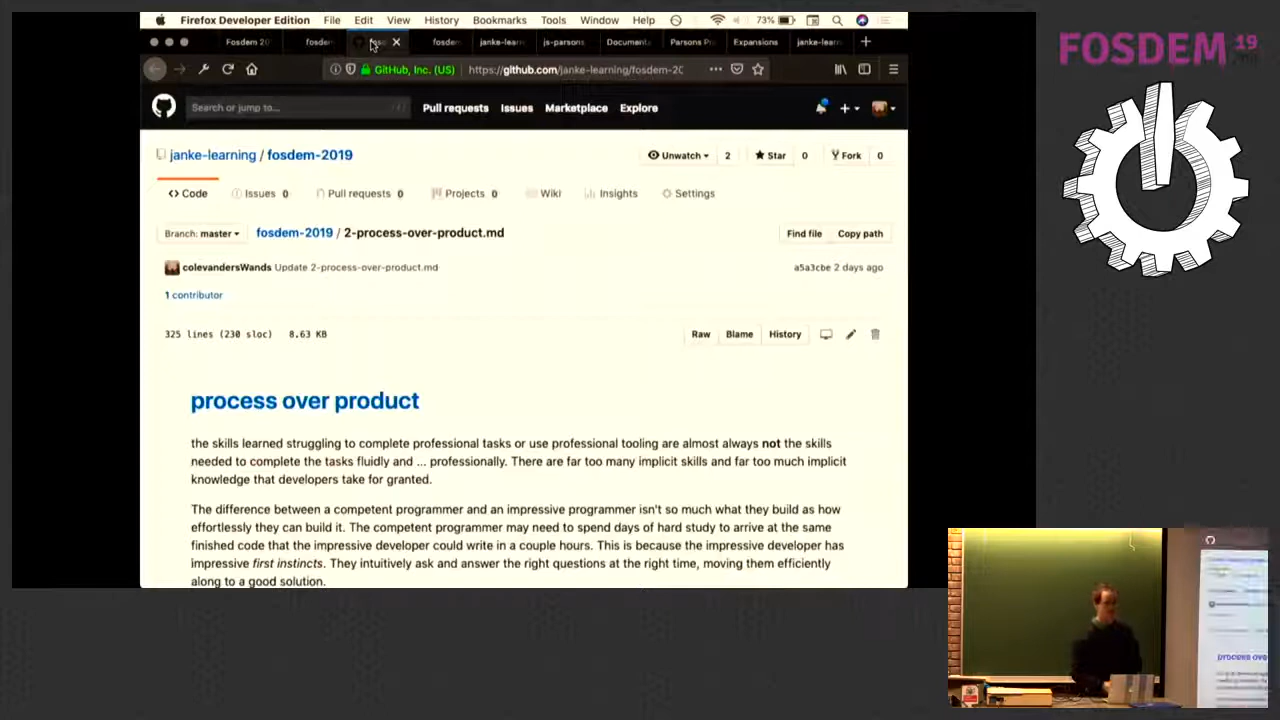 Firefox Developer Edition File Edit View History Bookmarks Tools Window Help 73%
Fosdem 20 fosdem fosdem janke-learn js-parsons Documenta Parsons Pr Expansions janke-learn
GitHub, Inc. (US) https://github.com/janke-learning/fosdem-20
Search or jump to... Pull requests Issues Marketplace Explore
janke-learning / fosdem-2019 Unwatch 2 Star 0 Fork 0
Code Issues 0 Pull requests 0 Projects 0 Wiki Insights Settings
Branch: master fosdem-2019 / 2-process-over-product.md Find file Copy path
colevandersWands Update 2-process-over-product.md a5a3cbe 2 days ago
1 contributor
325 lines (230 sloc) 8.63 KB Raw Blame History
process over product
the skills learned struggling to complete professional tasks or use professional tooling are almost always not the skills
needed to complete the tasks fluidly and ... professionally. There are far too many implicit skills and far too much implicit
knowledge that developers take for granted.
The difference between a competent programmer and an impressive programmer isn't so much what they build as how
effortlessly they can build it. The competent programmer may need to spend days of hard study to arrive at the same
finished code that the impressive developer could write in a couple hours. This is because the impressive developer has
impressive first instincts. They intuitively ask and answer the right questions at the right time, moving them efficiently
along to a good solution.
FOSDEM 19
process ove